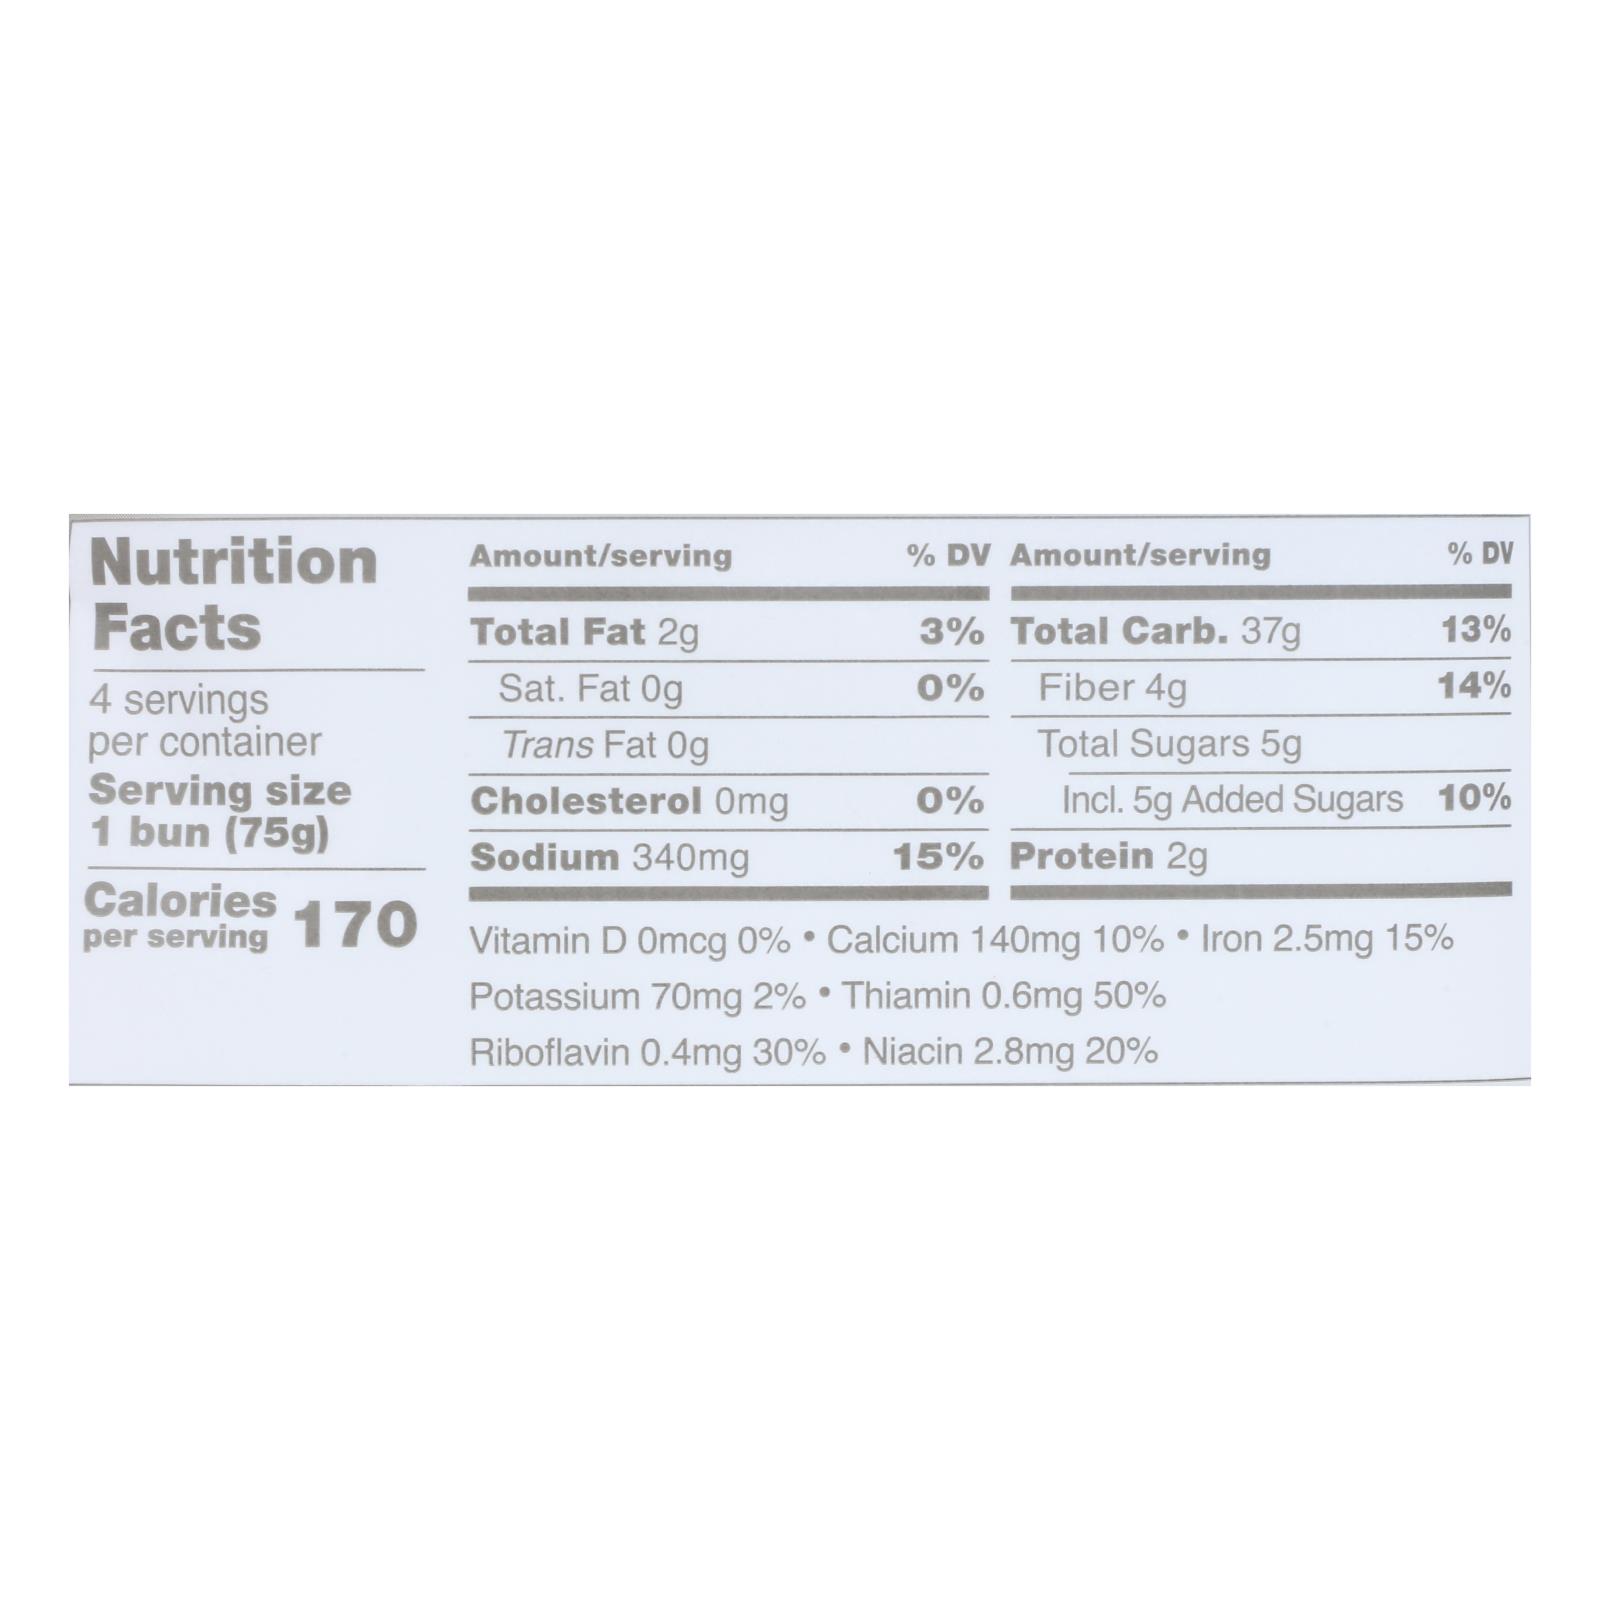 Nutrition
Facts
4 servings
per container
Serving size
1 bun (75g)
Calories
per serving 170
Amount/serving % DV
Total Fat 2g 3%
Sat. Fat 0g 0%
Trans Fat 0g
Cholesterol 0mg 0%
Sodium 340mg 15%
Amount/serving % DV
Total Carb. 37g 13%
Fiber 4g 14%
Total Sugars 5g
Incl. 5g Added Sugars 10%
Protein 2g
Vitamin D 0mcg 0% • Calcium 140mg 10% • Iron 2.5mg 15%
Potassium 70mg 2% • Thiamin 0.6mg 50%
Riboflavin 0.4mg 30% • Niacin 2.8mg 20%